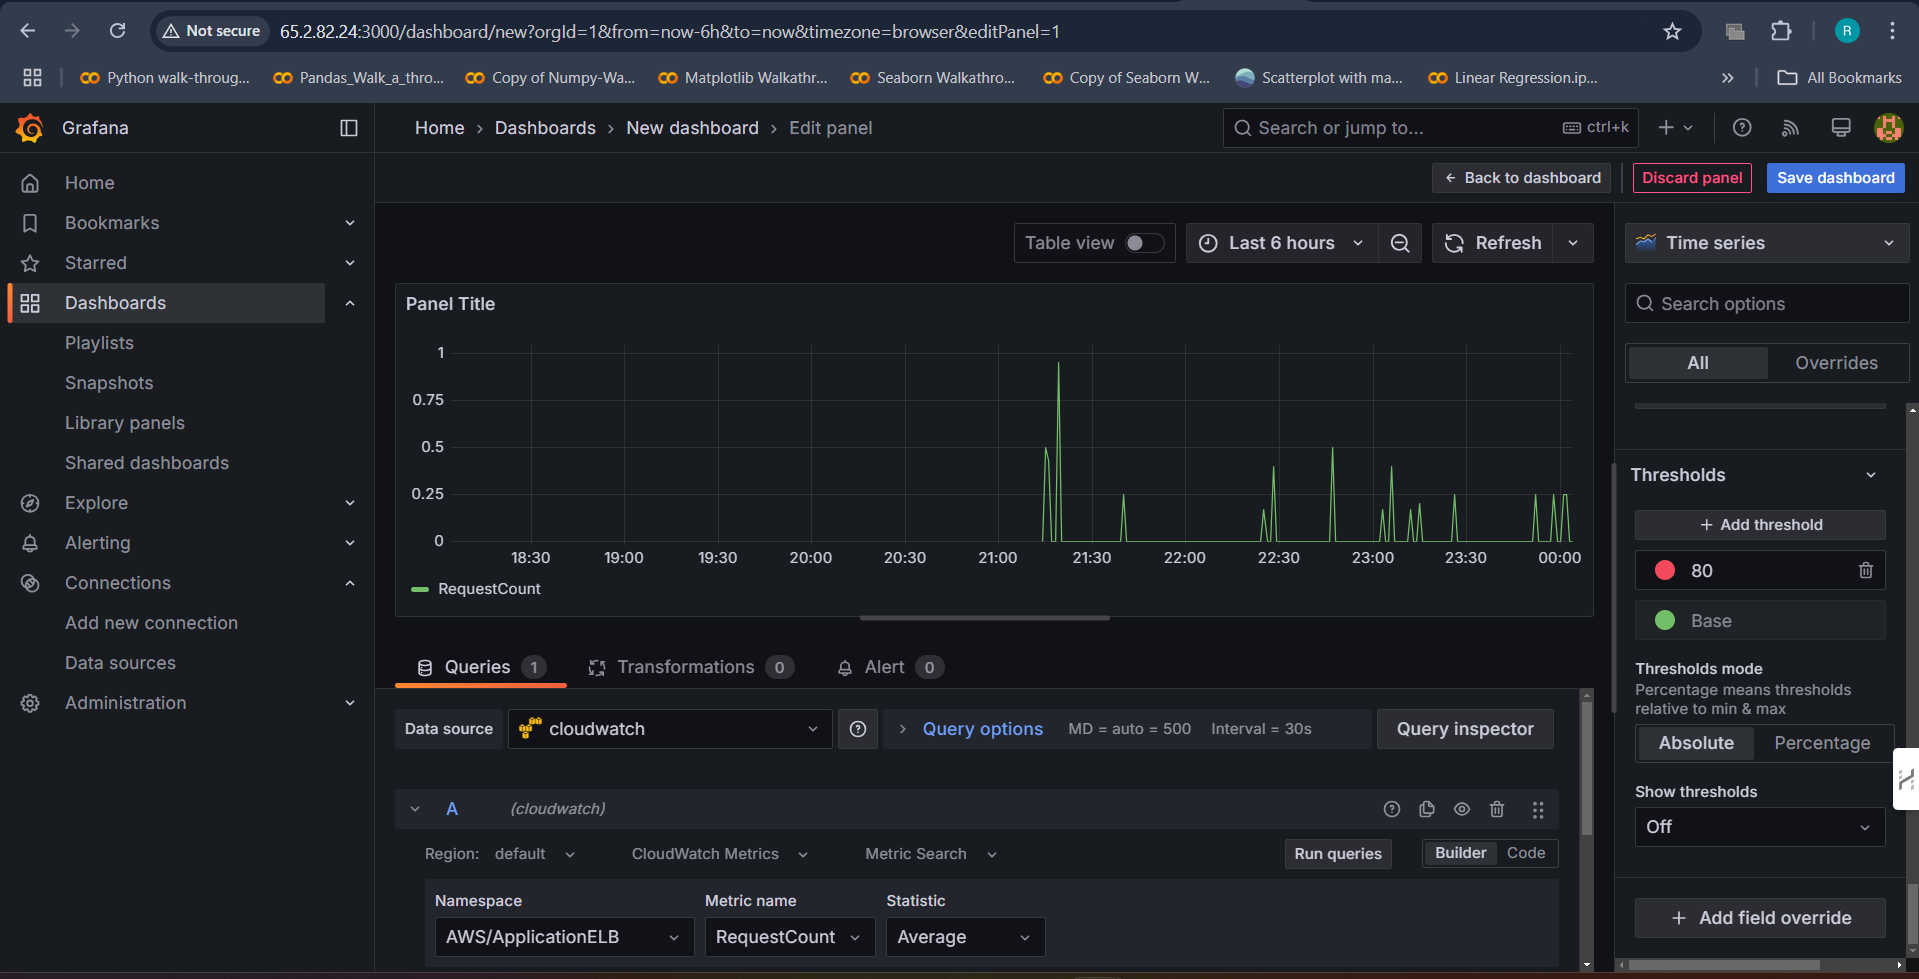 Not secure 65.2.82.24:3000/dashboard/new?orgId=1&from=now-6h&to=now&timezone=browser&editPanel=1 R
Python walk-throug... Pandas_Walk_a_thro... Copy of Numpy-Wa... Matplotlib Walkathr... Seaborn Walkathro... Copy of Seaborn W... Scatterplot with ma... Linear Regression.ip... » All Bookmarks
Grafana
Home › Dashboards › New dashboard › Edit panel
Search or jump to... ctrl+k
Back to dashboard Discard panel Save dashboard
Home
Bookmarks
Starred
Dashboards
Playlists
Snapshots
Library panels
Shared dashboards
Explore
Alerting
Connections
Add new connection
Data sources
Administration
Table view Last 6 hours Refresh
Panel Title
1
0.75
0.5
0.25
0
18:30 19:00 19:30 20:00 20:30 21:00 21:30 22:00 22:30 23:00 23:30 00:00
RequestCount
Queries 1 Transformations 0 Alert 0
Data source cloudwatch Query options MD = auto = 500 Interval = 30s Query inspector
A (cloudwatch)
Region: default CloudWatch Metrics Metric Search Run queries Builder Code
Namespace Metric name Statistic
AWS/ApplicationELB RequestCount Average
Time series
Search options
All Overrides
Thresholds
+ Add threshold
80
Base
Thresholds mode
Percentage means thresholds
relative to min & max
Absolute Percentage
Show thresholds
Off
+ Add field override